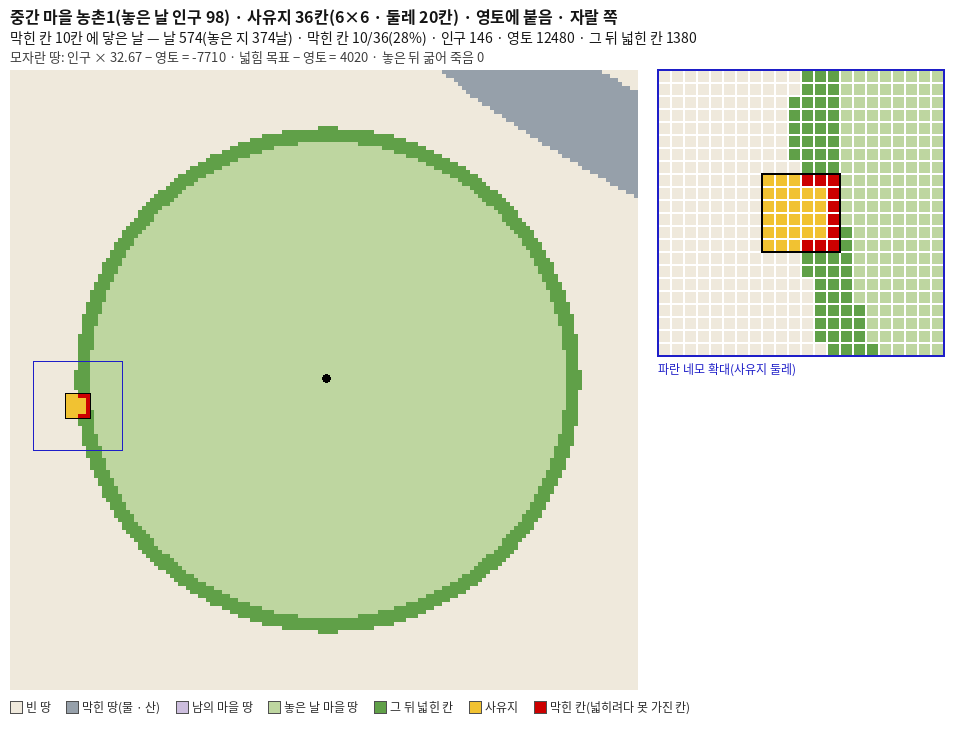 중간 마을 농촌1(놓은 날 인구 98) · 사유지 36칸(6×6 · 둘레 20칸) · 영토에 붙음 · 자랄 쪽
막힌 칸 10칸 에 닿은 날 — 날 574(놓은 지 374날) · 막힌 칸 10/36(28%) · 인구 146 · 영토 12480 · 그 뒤 넓힌 칸 1380
모자란 땅: 인구 × 32.67 − 영토 = -7710 · 넓힘 목표 − 영토 = 4020 · 놓은 뒤 굶어 죽음 0
파란 네모 확대(사유지 둘레)
빈 땅 막힌 땅(물 · 산) 남의 마을 땅 놓은 날 마을 땅 그 뒤 넓힌 칸 사유지 막힌 칸(넓히려다 못 가진 칸)